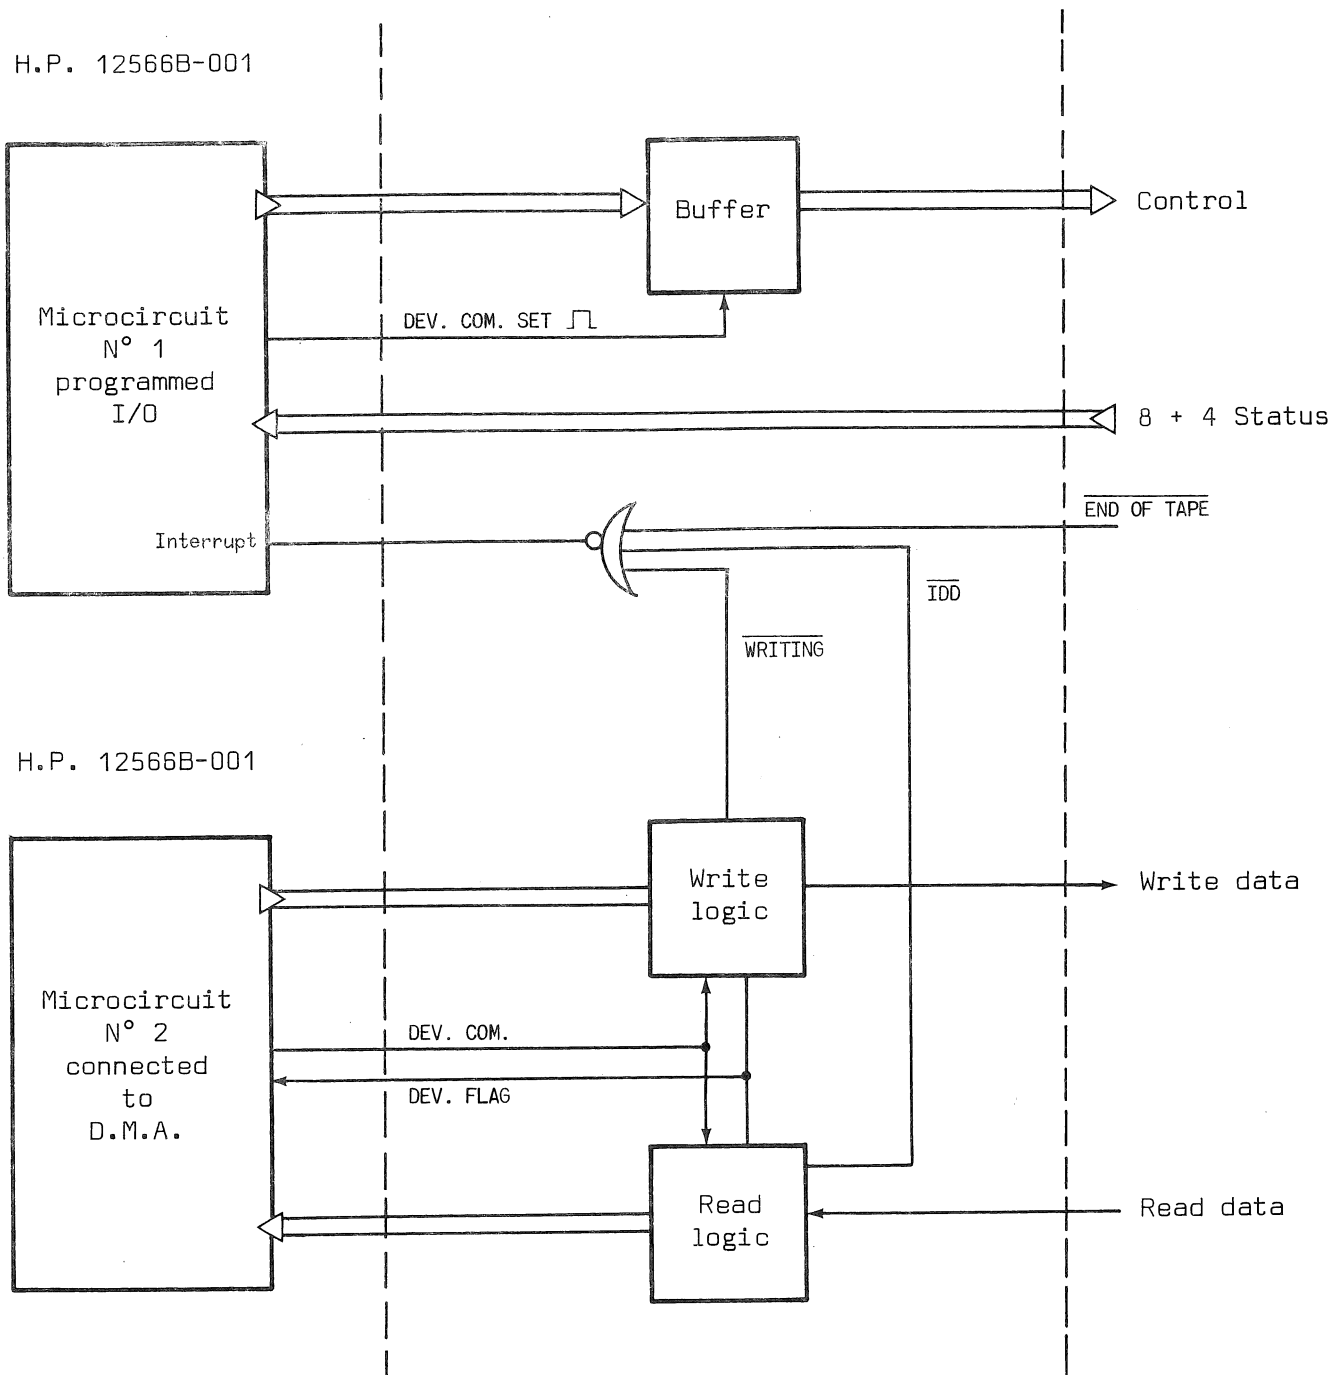 H.P. 12566B-001
Buffer
Control
Microcircuit
N° 1
programmed
I/O
DEV. COM. SET
8 + 4 Status
END OF TAPE
Interrupt
IDD
WRITING
H.P. 12566B-001
Write
logic
Write data
Microcircuit
N° 2
connected
to
D.M.A.
DEV. COM.
DEV. FLAG
Read
logic
Read data